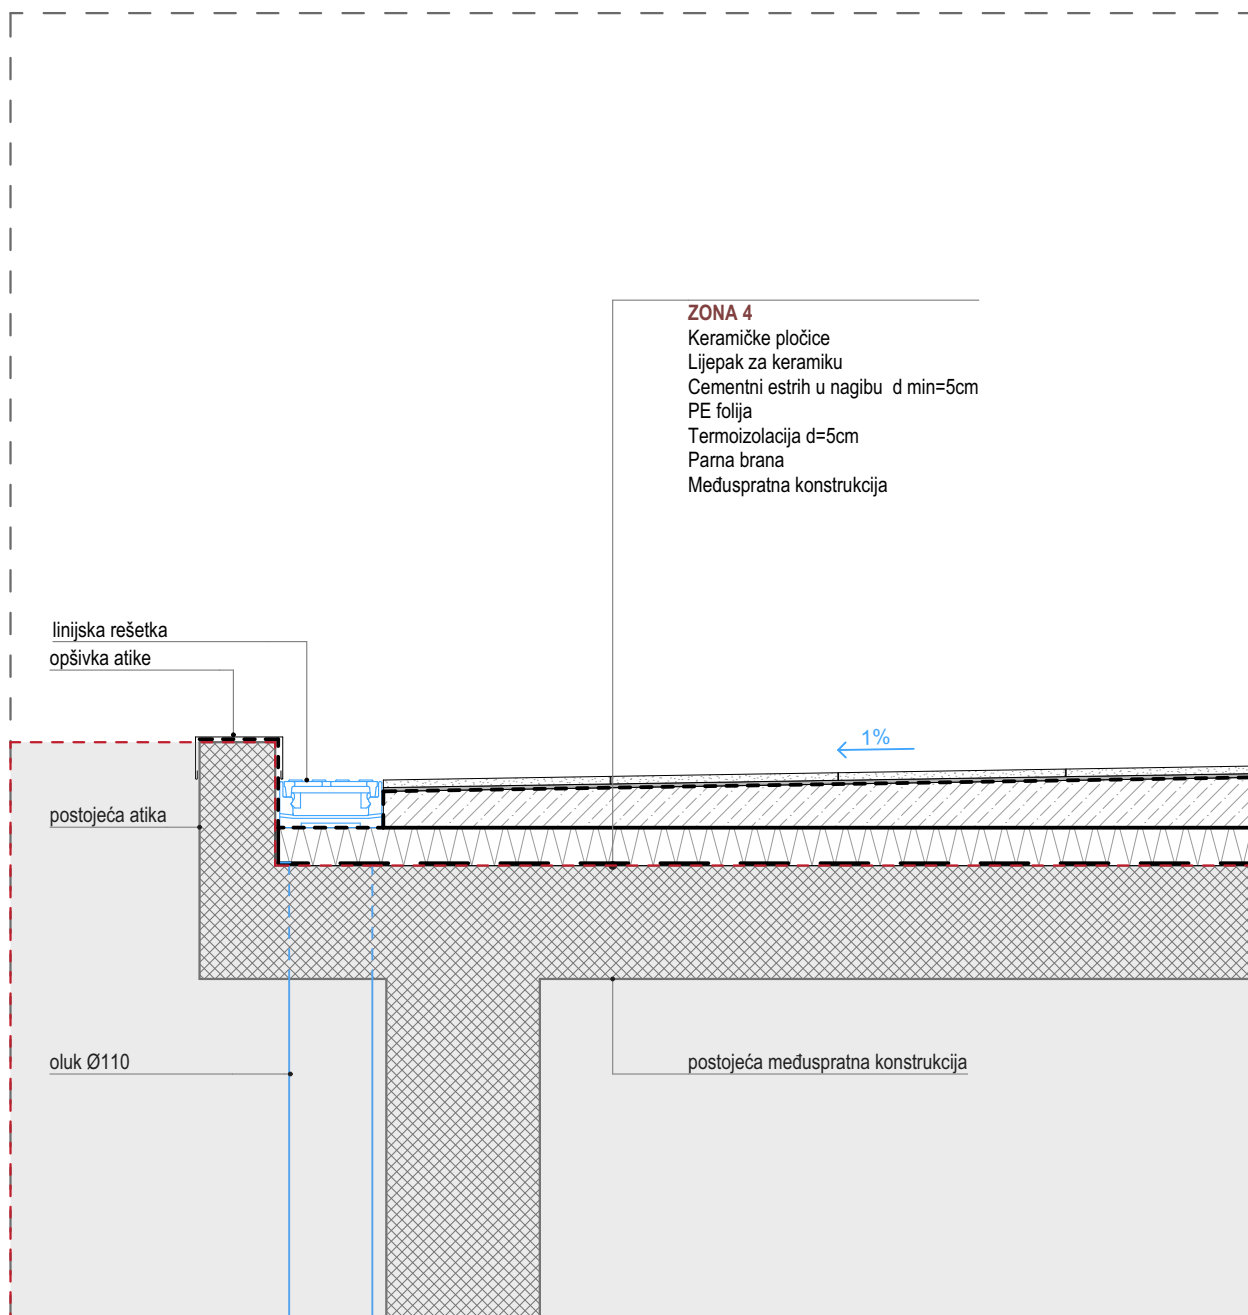 ZONA 4
Keramičke pločice
Lijepak za keramiku
Cementni estrih u nagibu d min=5cm
PE folija
Termoizolacija d=5cm
Parna brana
Međuspratna konstrukcija
linijska rešetka
opšivka atike
1%
postojeća atika
oluk Ø110
postojeća međuspratna konstrukcija